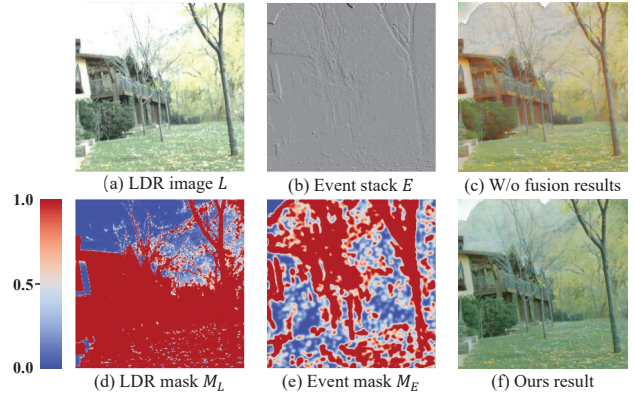 (a) LDR image L
(b) Event stack E
(c) W/o fusion results
1.0
0.5
0.0
(d) LDR mask M_L
(e) Event mask M_E
(f) Ours result